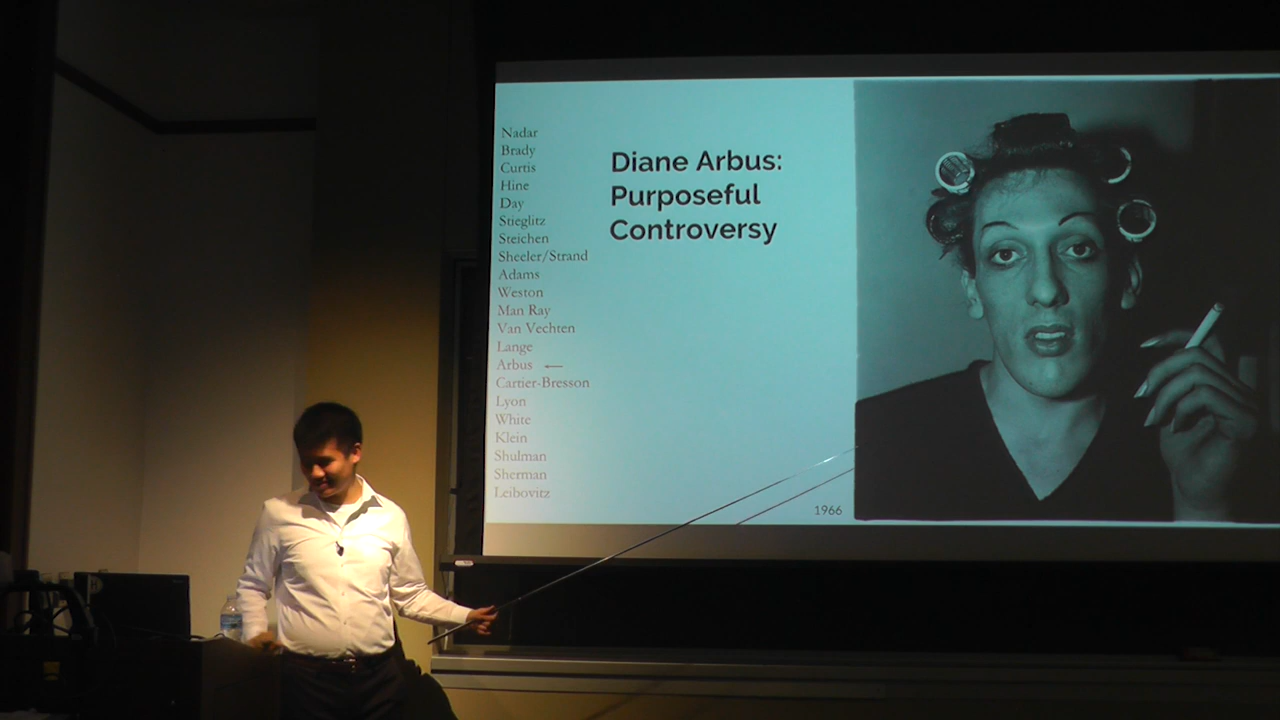 Nadar
Brady
Curtis
Hine
Day
Stieglitz
Steichen
Sheeler/Strand
Adams
Weston
Man Ray
Van Vechten
Lange
Arbus ←
Cartier-Bresson
Lyon
White
Klein
Shulman
Sherman
Leibovitz
Diane Arbus:
Purposeful
Controversy
1966